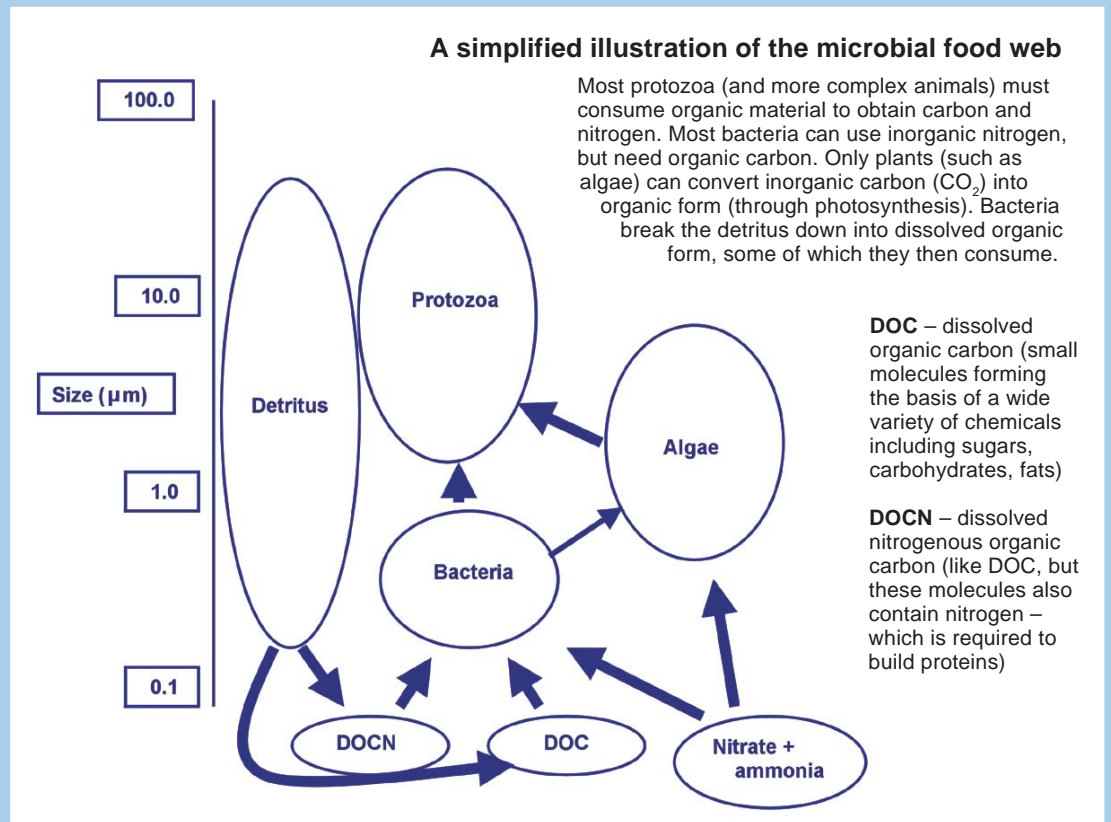 A simplified illustration of the microbial food web
Most protozoa (and more complex animals) must
consume organic material to obtain carbon and
nitrogen. Most bacteria can use inorganic nitrogen,
but need organic carbon. Only plants (such as
algae) can convert inorganic carbon (CO₂) into
organic form (through photosynthesis). Bacteria
break the detritus down into dissolved organic
form, some of which they then consume.
100.0
10.0
Size (µm)
1.0
0.1
Detritus
Protozoa
Algae
Bacteria
DOCN
DOC
Nitrate +
ammonia
DOC – dissolved
organic carbon (small
molecules forming
the basis of a wide
variety of chemicals
including sugars,
carbohydrates, fats)
DOCN – dissolved
nitrogenous organic
carbon (like DOC, but
these molecules also
contain nitrogen –
which is required to
build proteins)